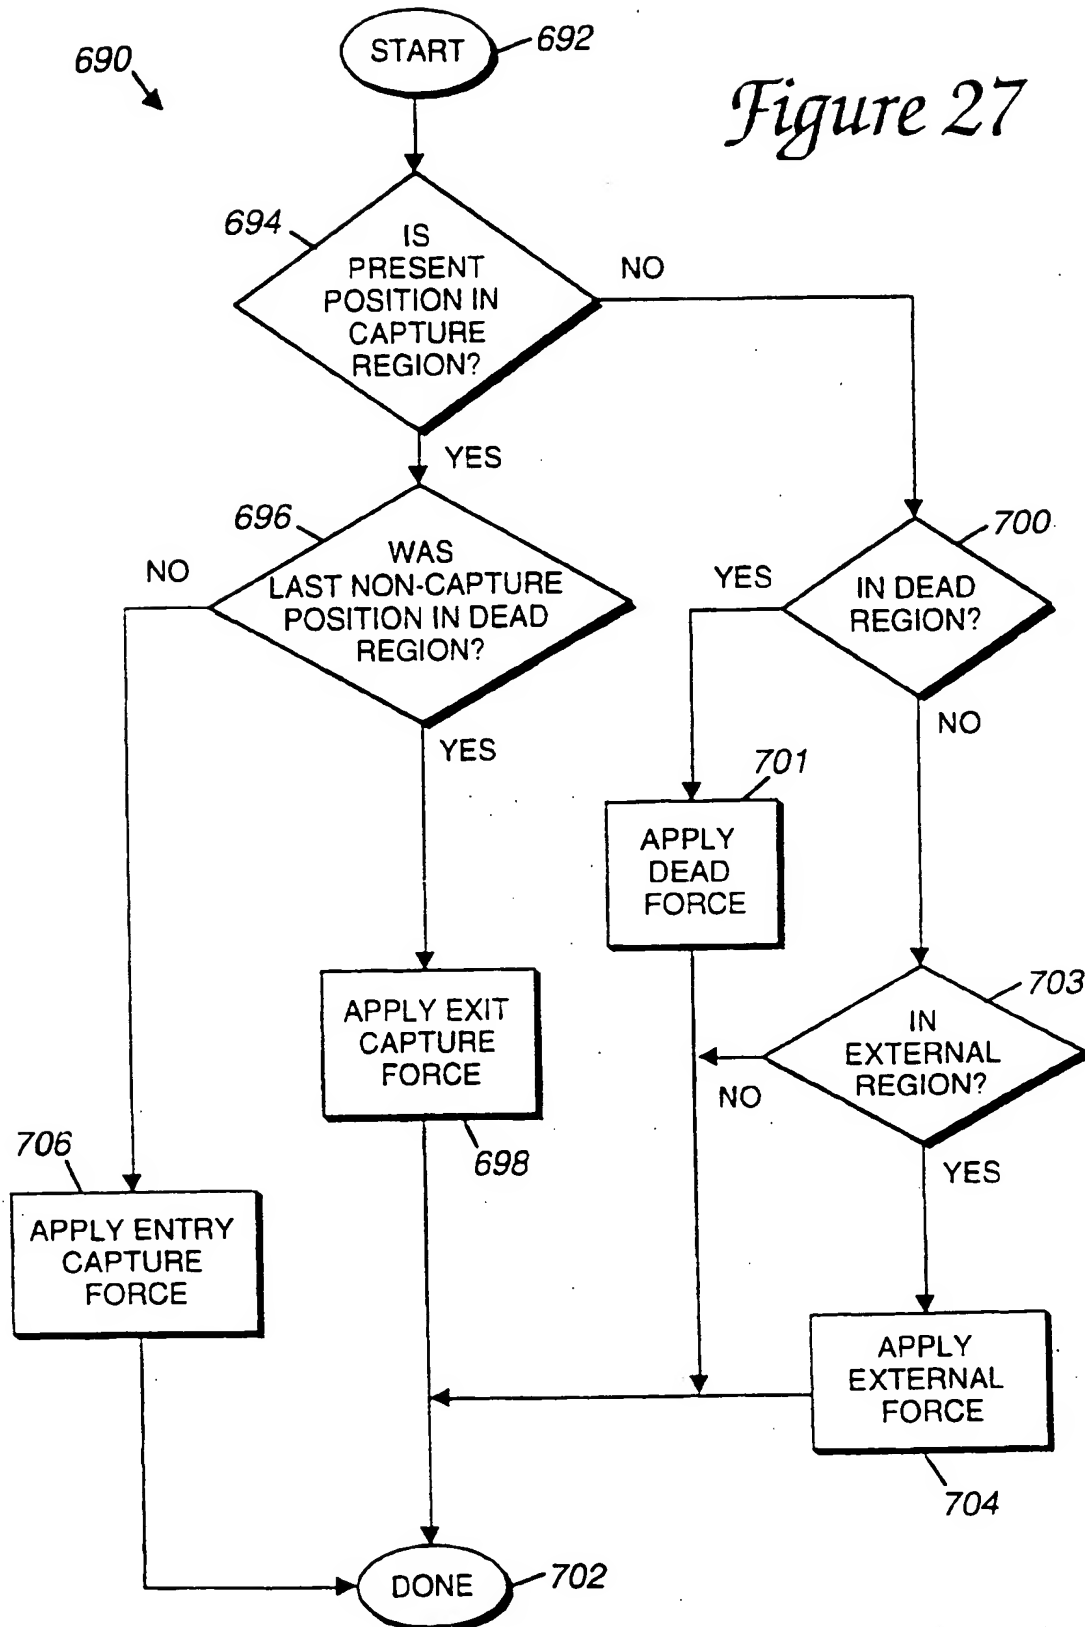 690
START
692
Figure 27
694
IS
PRESENT
POSITION IN
CAPTURE
REGION?
NO
YES
696
WAS
LAST NON-CAPTURE
POSITION IN DEAD
REGION?
NO
YES
700
IN DEAD
REGION?
YES
NO
701
APPLY
DEAD
FORCE
703
IN
EXTERNAL
REGION?
NO
YES
APPLY EXIT
CAPTURE
FORCE
698
706
APPLY ENTRY
CAPTURE
FORCE
APPLY
EXTERNAL
FORCE
704
DONE
702